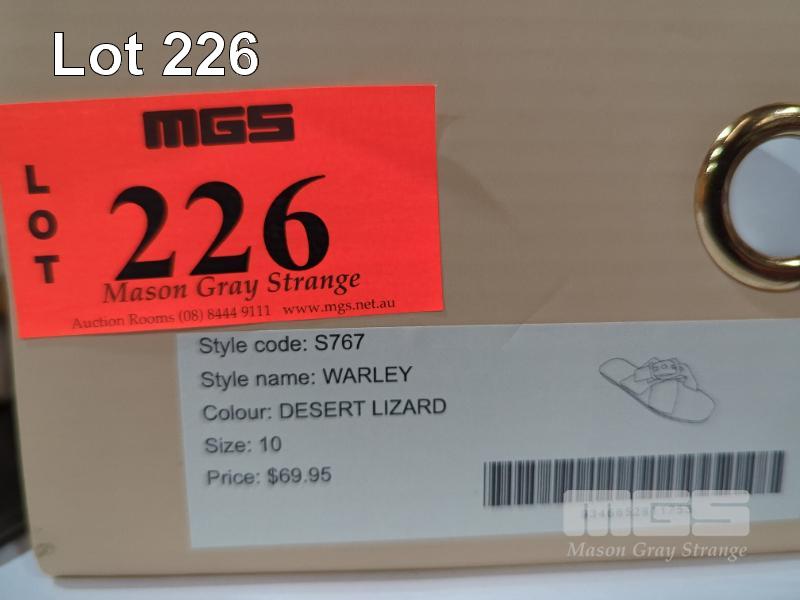 Lot 226
MGS
LOT
226
Mason Gray Strange
Auction Rooms (08) 8444 9111 www.mgs.net.au
Style code: S767
Style name: WARLEY
Colour: DESERT LIZARD
Size: 10
Price: $69.95
MGS
Mason Gray Strange